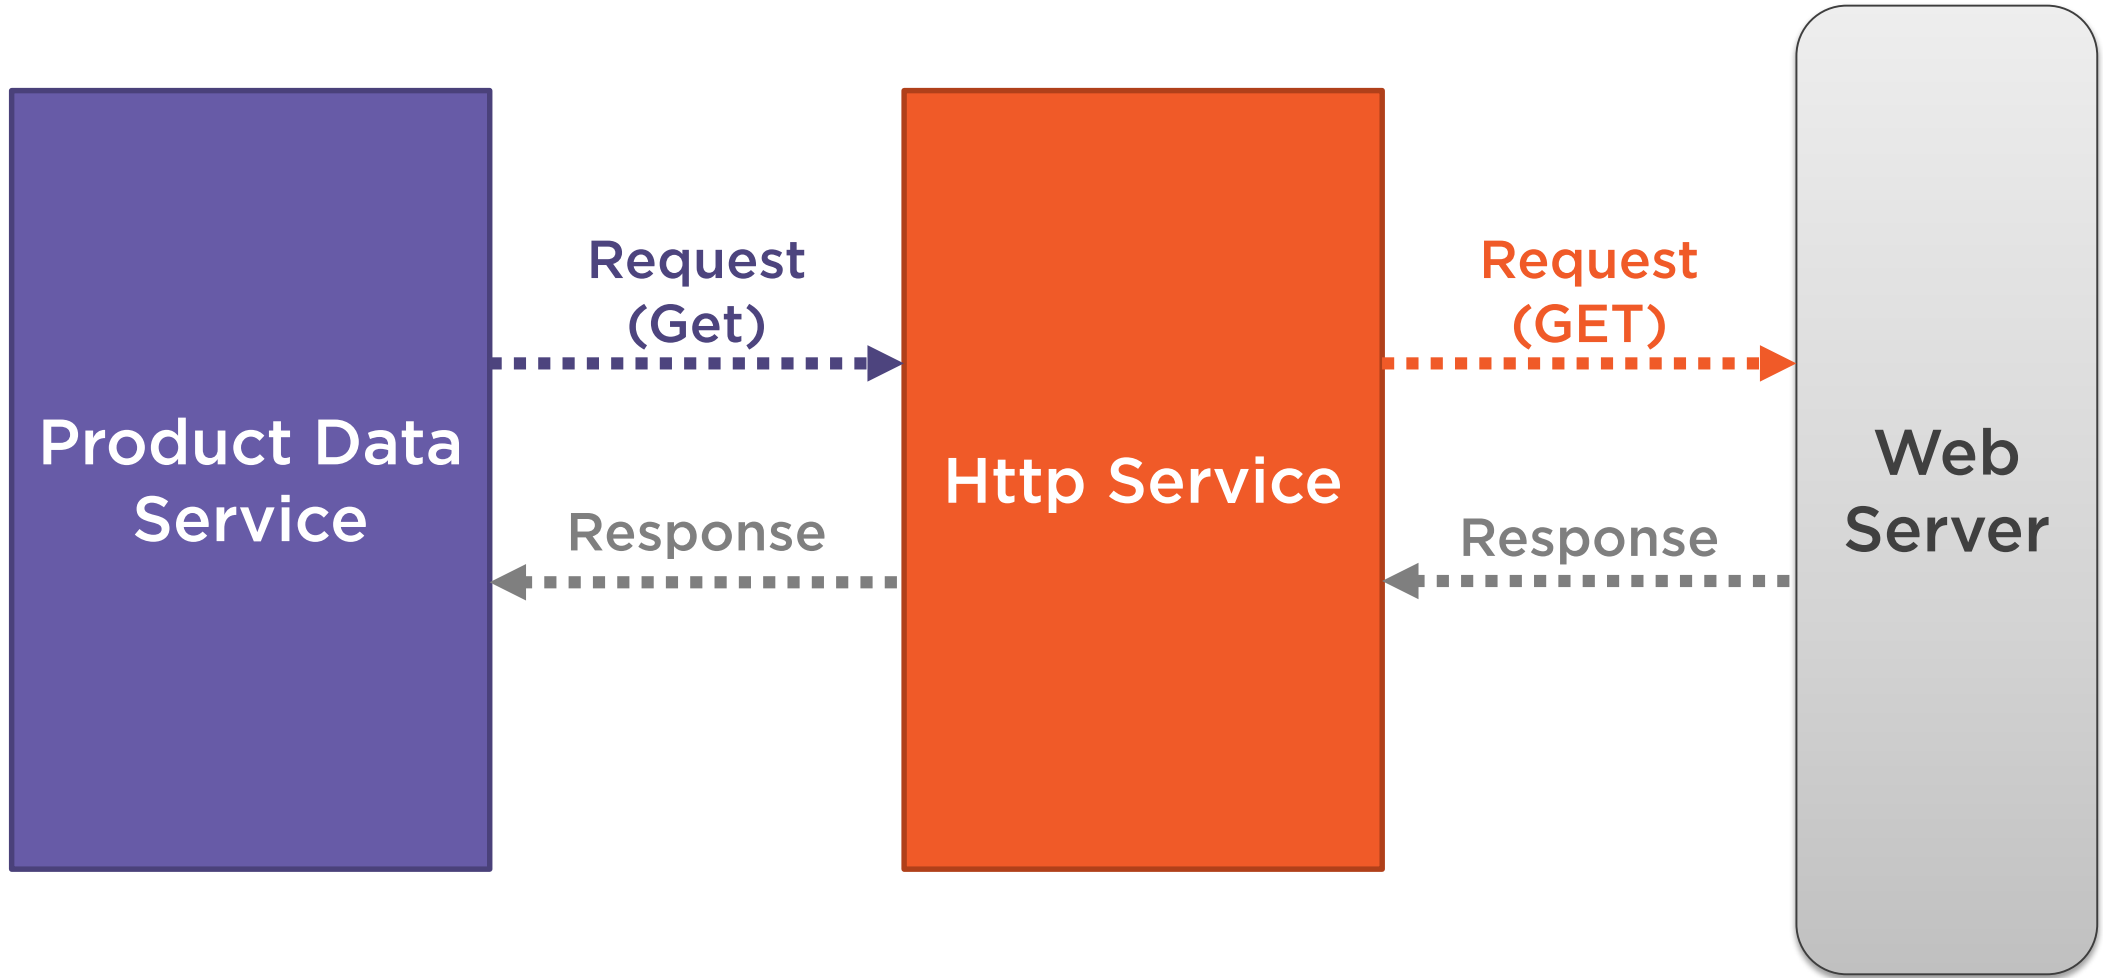 Request
(Get)
Request
(GET)
Product Data
Service
Http Service
Web
Server
Response
Response